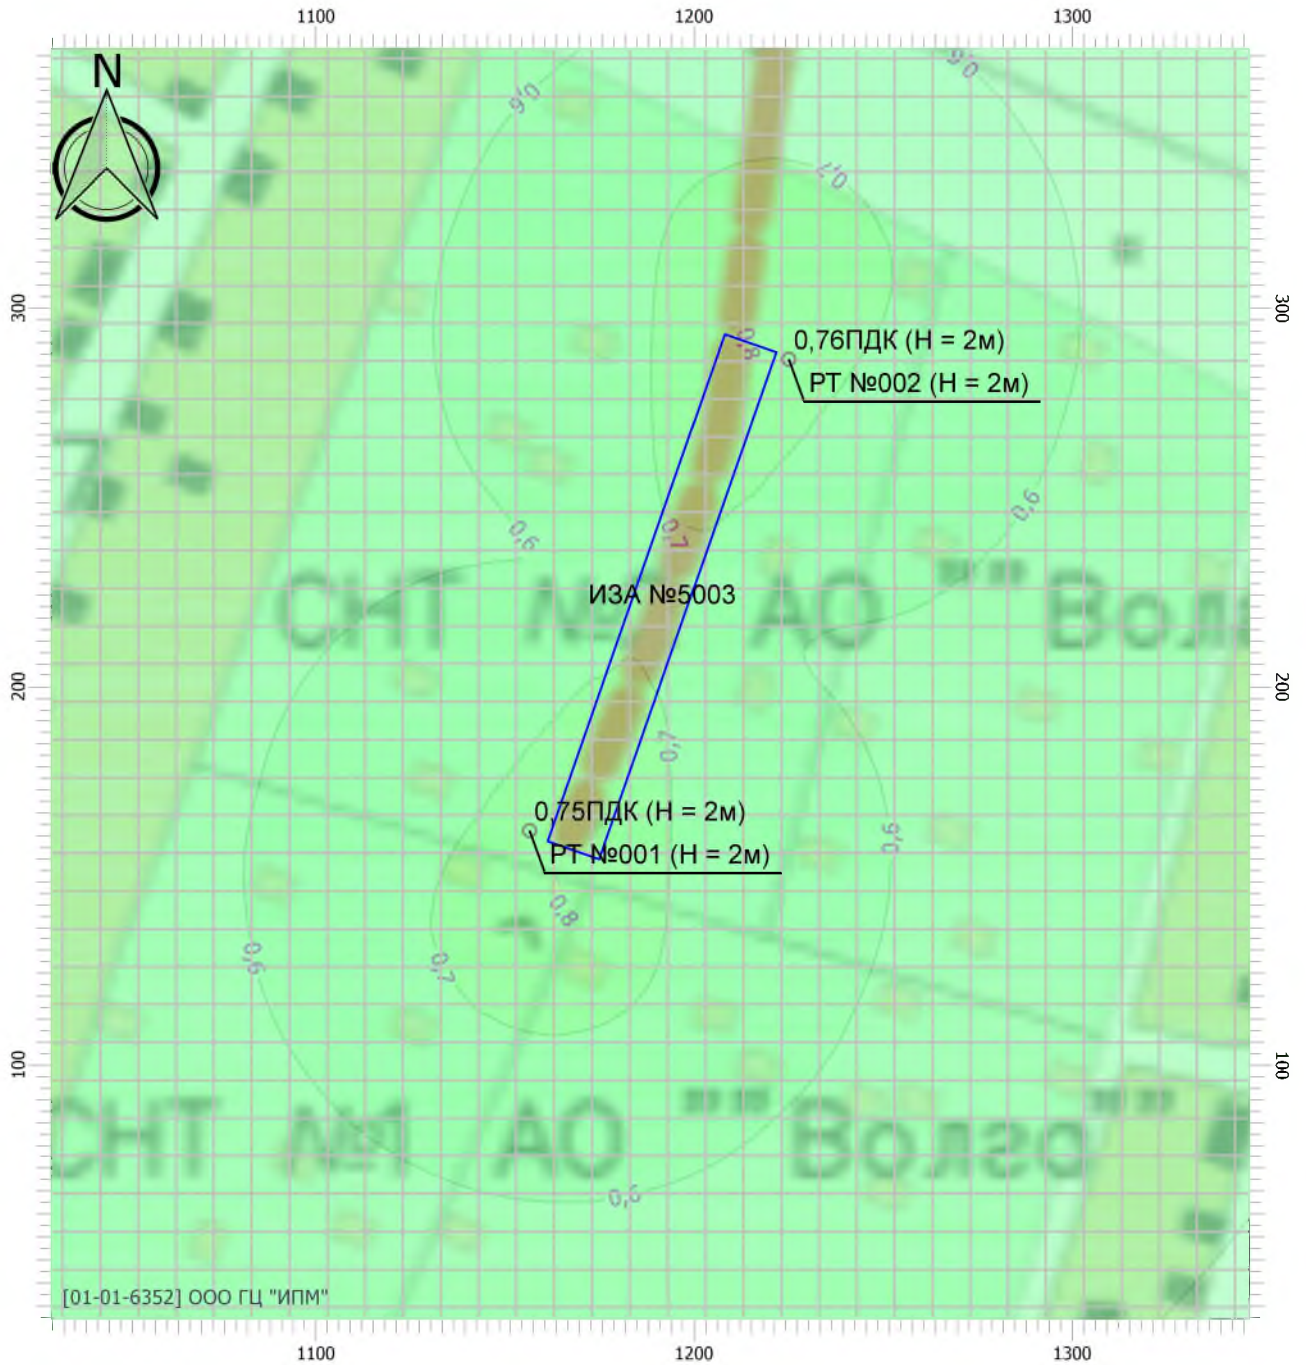 1100 1200 1300
N
0,6 0,6
0,7
300 300
0,8
0,76ПДК (Н = 2м)
РТ №002 (Н = 2м)
0,6 0,7 0,6
ИЗА №5003
СНТ № АО ""Вол
200 200
0,7
0,75ПДК (Н = 2м)
РТ №001 (Н = 2м)
0,6
0,8
0,6 0,7
100 100
СНТ №1 АО ""Волго""
0,6
[01-01-6352] ООО ГЦ "ИПМ"
1100 1200 1300